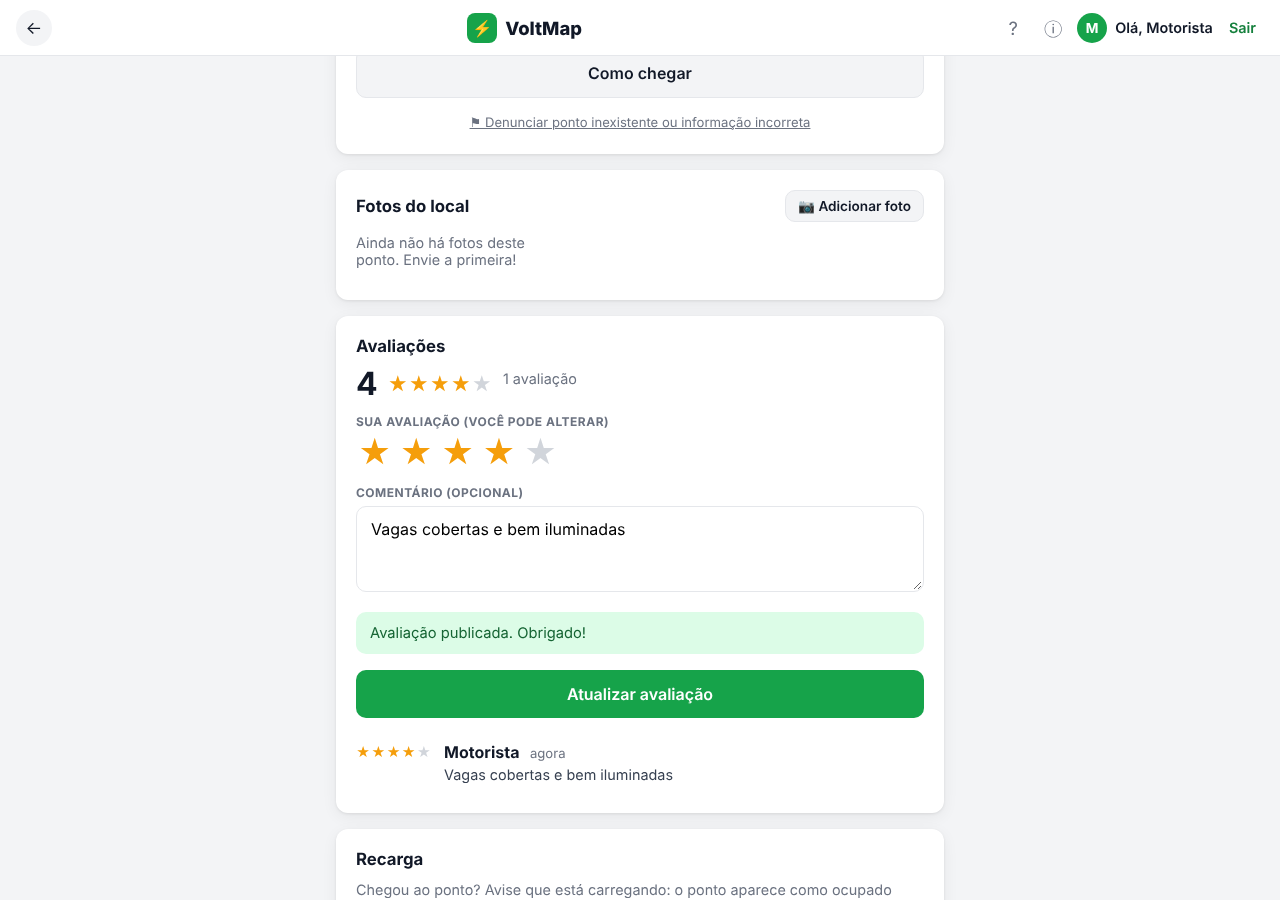 ←
⚡ VoltMap
? ⓘ M Olá, Motorista Sair
Como chegar
⚑ Denunciar ponto inexistente ou informação incorreta
Fotos do local
📷 Adicionar foto
Ainda não há fotos deste
ponto. Envie a primeira!
Avaliações
4 ★★★★★ 1 avaliação
SUA AVALIAÇÃO (VOCÊ PODE ALTERAR)
★★★★★
COMENTÁRIO (OPCIONAL)
Vagas cobertas e bem iluminadas
Avaliação publicada. Obrigado!
Atualizar avaliação
★★★★★ Motorista agora
Vagas cobertas e bem iluminadas
Recarga
Chegou ao ponto? Avise que está carregando: o ponto aparece como ocupado